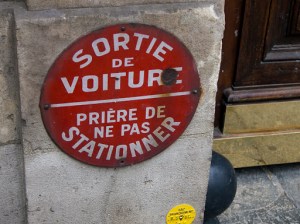 SORTIE
DE
VOITURE
PRIÈRE DE
NE PAS
STATIONNER